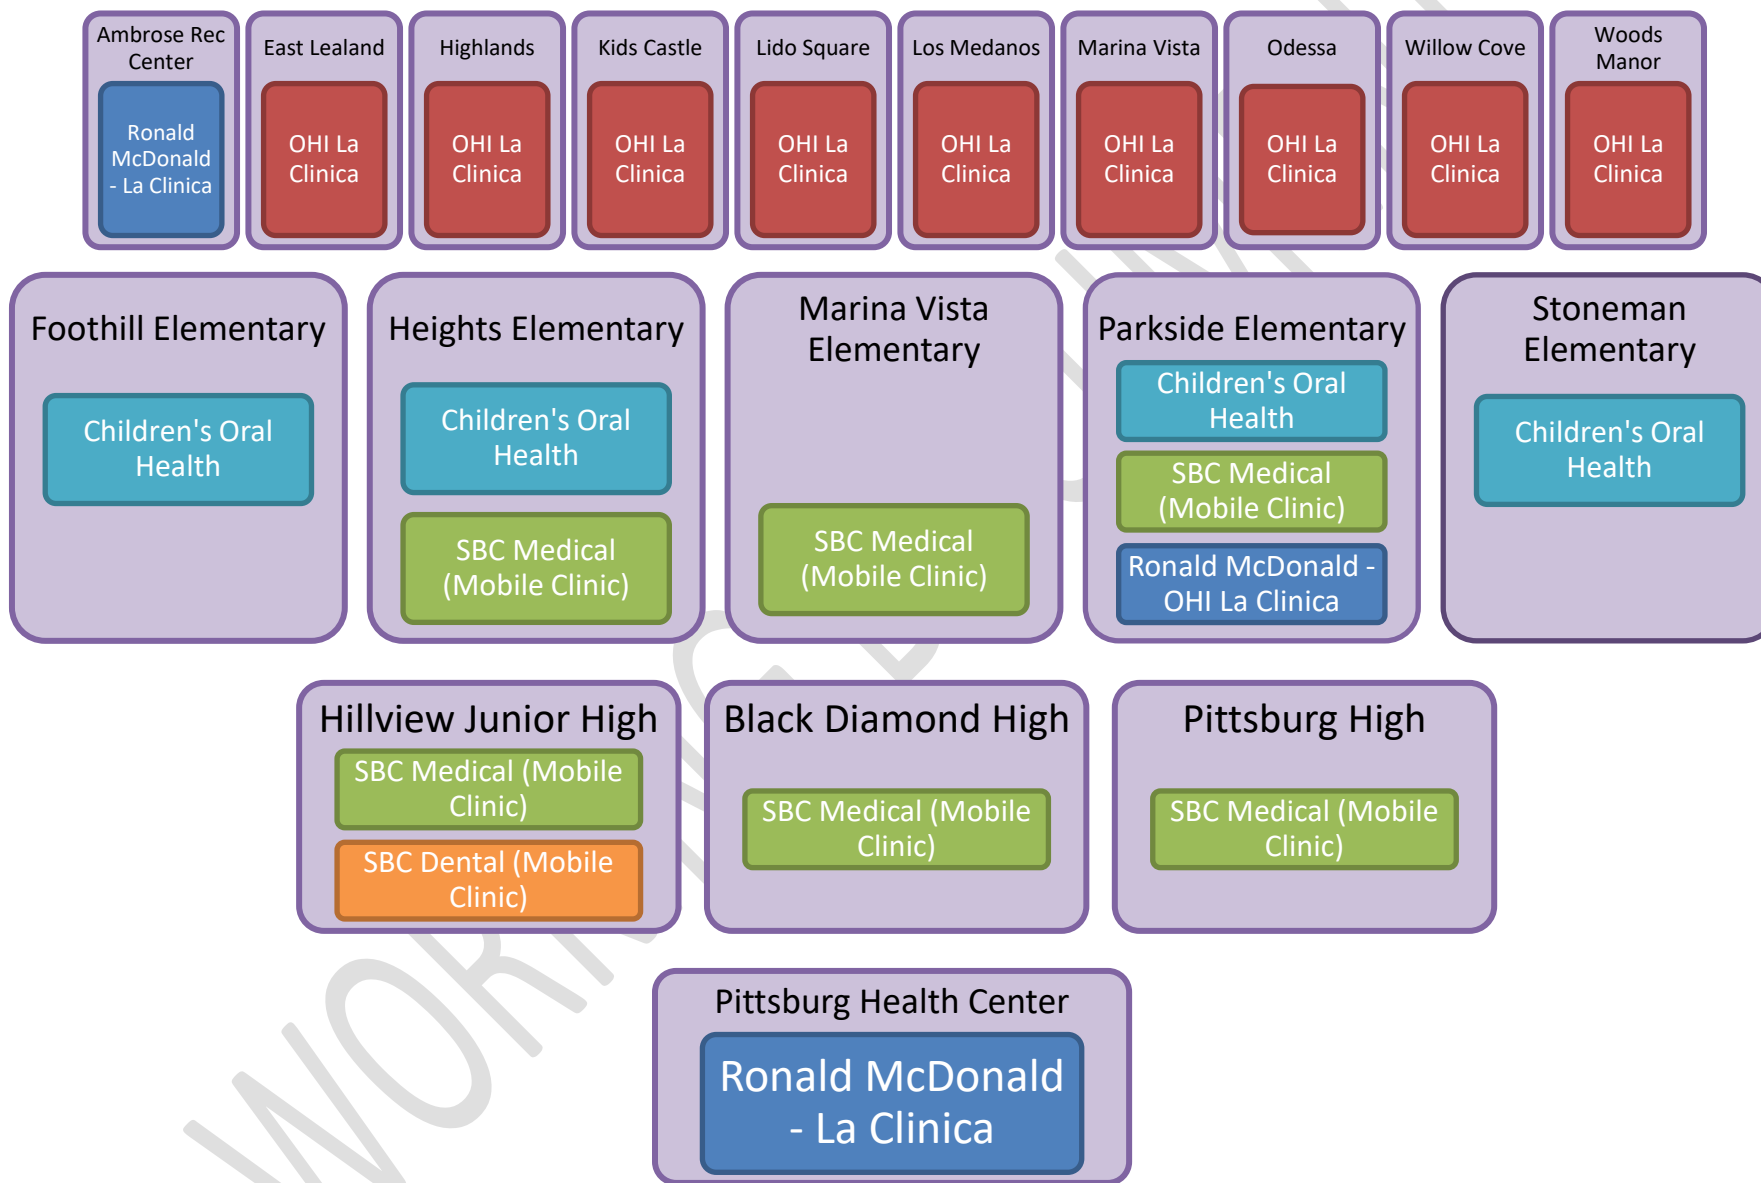 Ambrose Rec
Center
East Lealand
Highlands
Kids Castle
Lido Square
Los Medanos
Marina Vista
Odessa
Willow Cove
Woods
Manor
Ronald
McDonald
- La Clinica
OHI La
Clinica
OHI La
Clinica
OHI La
Clinica
OHI La
Clinica
OHI La
Clinica
OHI La
Clinica
OHI La
Clinica
OHI La
Clinica
OHI La
Clinica
Foothill Elementary
Children's Oral
Health
Heights Elementary
Children's Oral
Health
SBC Medical
(Mobile Clinic)
Marina Vista
Elementary
SBC Medical
(Mobile Clinic)
Parkside Elementary
Children's Oral
Health
SBC Medical
(Mobile Clinic)
Ronald McDonald -
OHI La Clinica
Stoneman
Elementary
Children's Oral
Health
Hillview Junior High
SBC Medical (Mobile
Clinic)
SBC Dental (Mobile
Clinic)
Black Diamond High
SBC Medical (Mobile
Clinic)
Pittsburg High
SBC Medical (Mobile
Clinic)
Pittsburg Health Center
Ronald McDonald
- La Clinica
WORKING